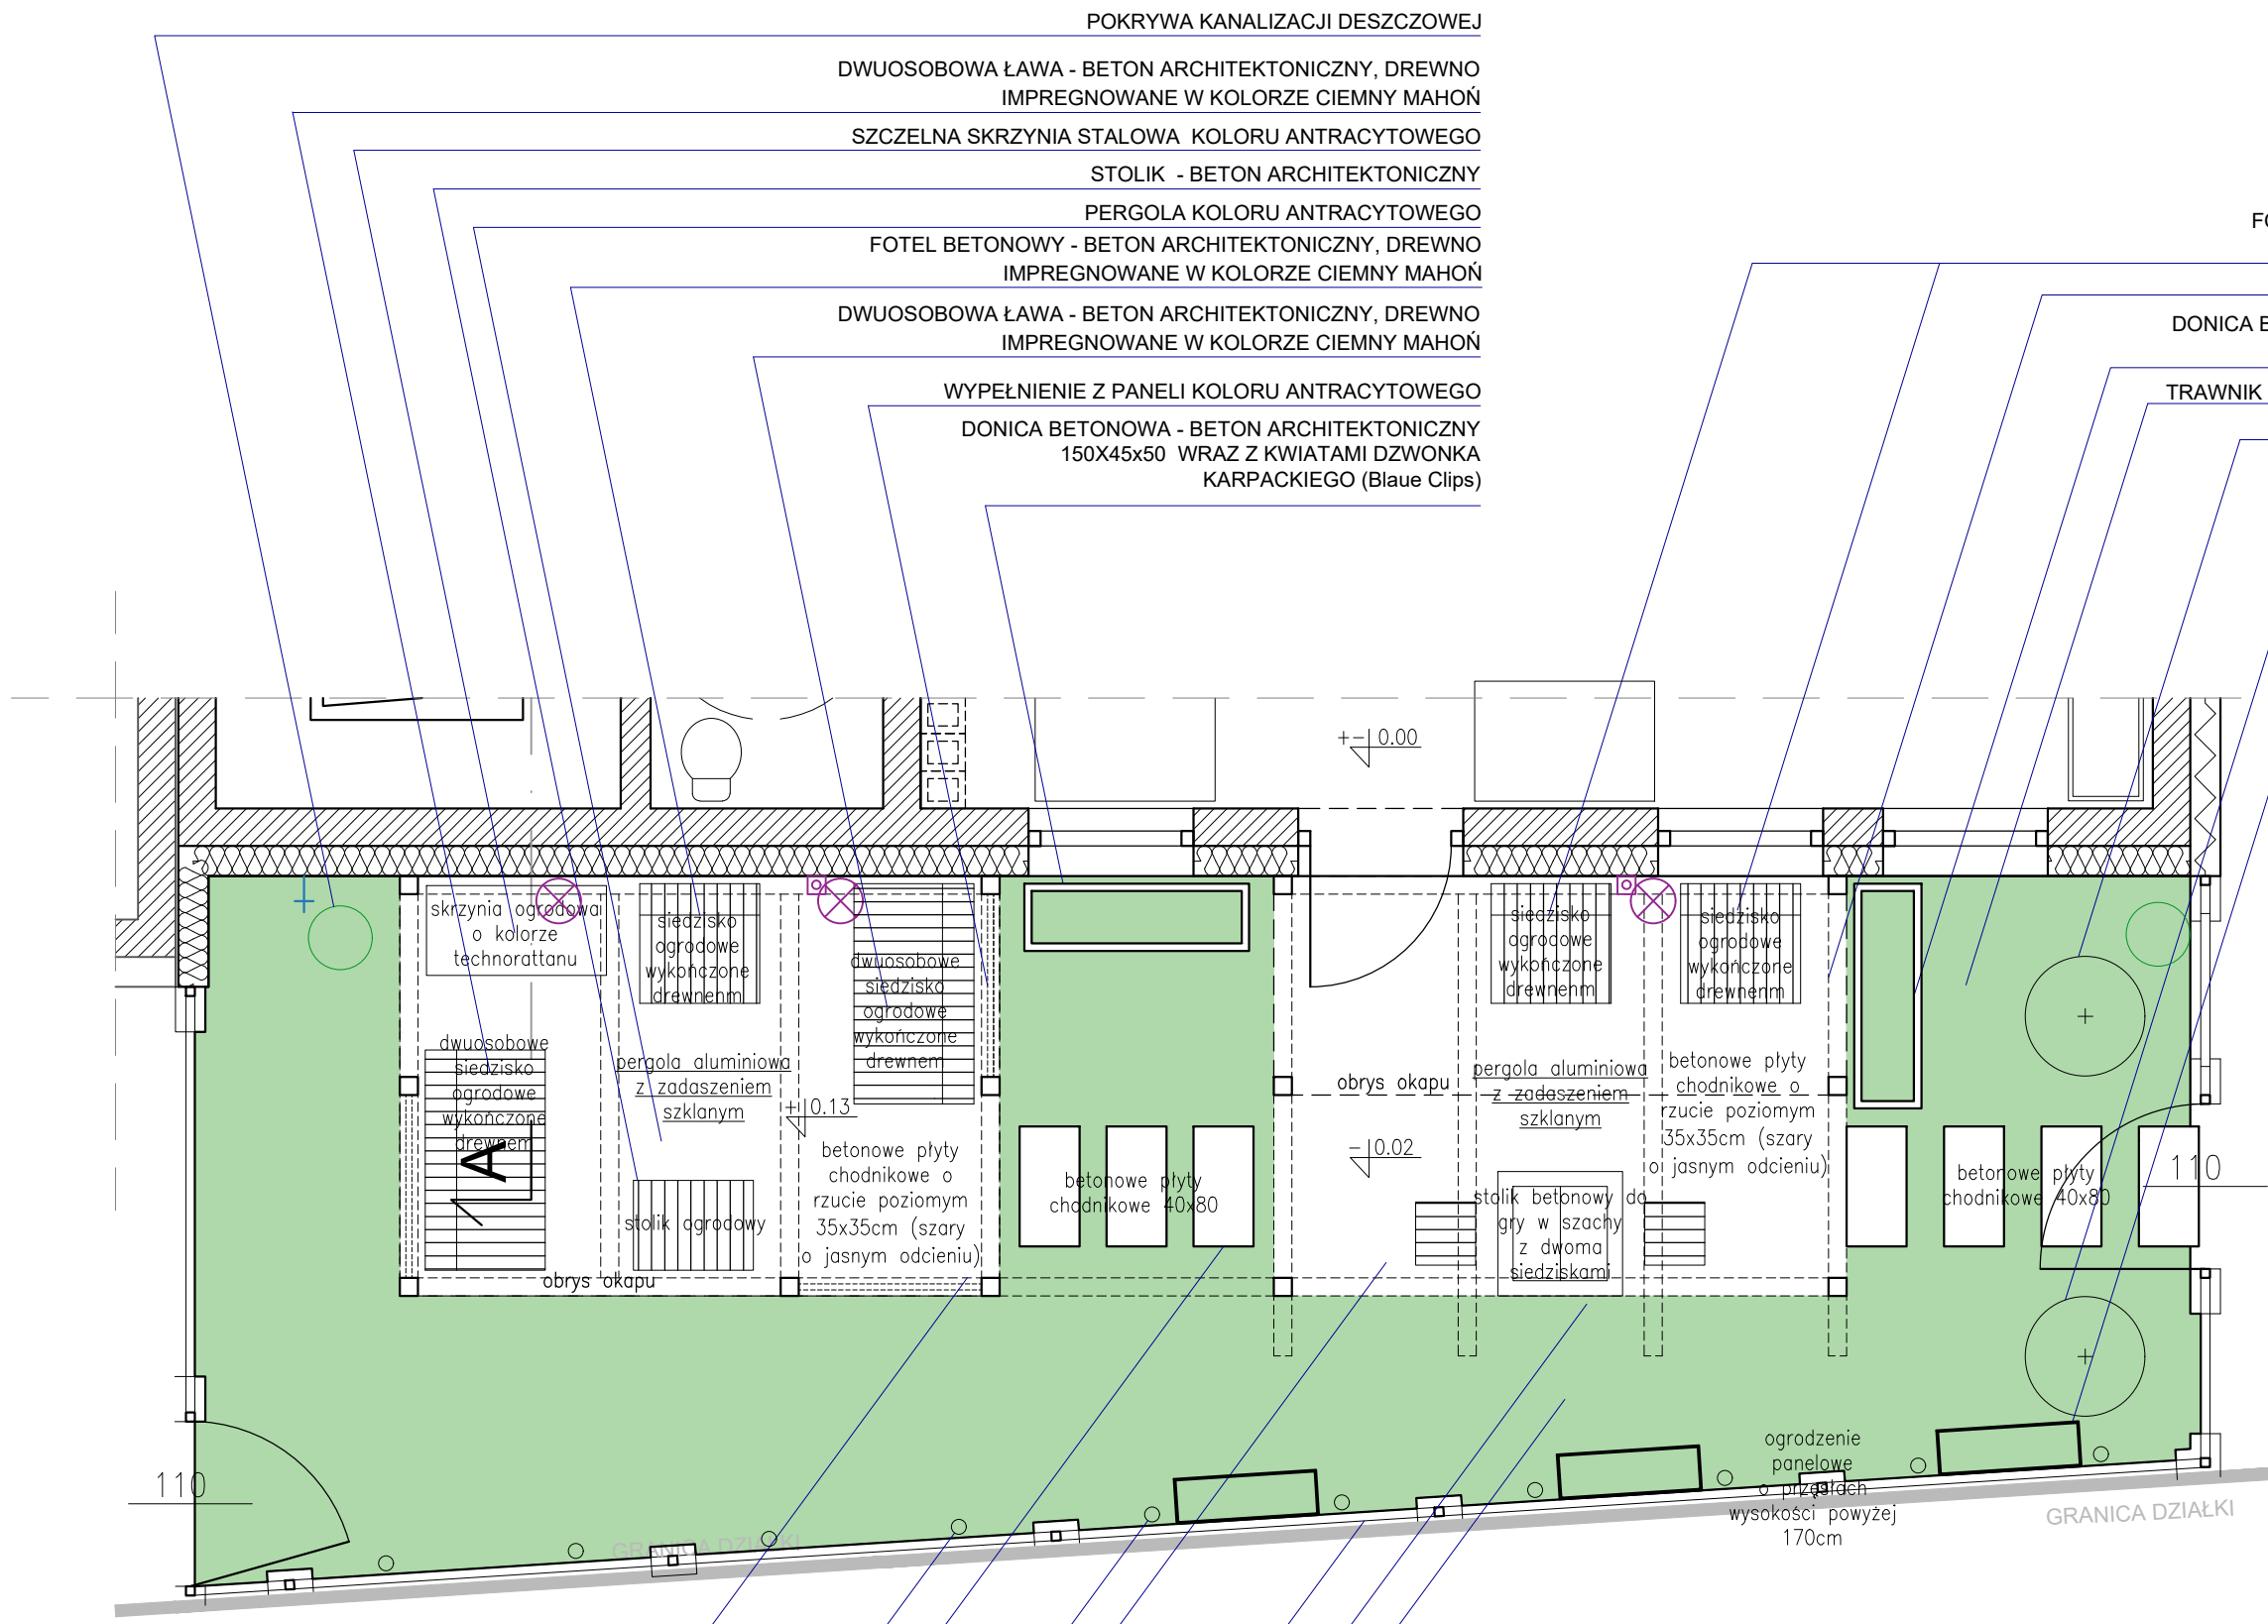 POKRYWA KANALIZACJI DESZCZOWEJ
DWUOSOBOWA ŁAWA - BETON ARCHITEKTONICZNY, DREWNO
IMPREGNOWANE W KOLORZE CIEMNY MAHOŃ
SZCZELNA SKRZYNIA STALOWA  KOLORU ANTRACYTOWEGO
STOLIK  - BETON ARCHITEKTONICZNY
PERGOLA KOLORU ANTRACYTOWEGO
FOTEL BETONOWY - BETON ARCHITEKTONICZNY, DREWNO
IMPREGNOWANE W KOLORZE CIEMNY MAHOŃ
DWUOSOBOWA ŁAWA - BETON ARCHITEKTONICZNY, DREWNO
IMPREGNOWANE W KOLORZE CIEMNY MAHOŃ
WYPEŁNIENIE Z PANELI KOLORU ANTRACYTOWEGO
DONICA BETONOWA - BETON ARCHITEKTONICZNY
150X45x50  WRAZ Z KWIATAMI DZWONKA
KARPACKIEGO (Blaue Clips)
DONICA
TRAWNIK
+- 0.00
skrzynia ogrodowa
o kolorze
technorattanu
siedzisko
ogrodowe
wykończone
drewnenm
dwuosobowe
siedzisko
ogrodowe
wykończone
drewnem
siedzisko
ogrodowe
wykończone
drewnenm
siedzisko
ogrodowe
wykończone
drewnenm
dwuosobowe
siedzisko
ogrodowe
wykończone
drewnem
A
pergola aluminiowa
z zadaszeniem
szklanym
+ 0.13
betonowe płyty
chodnikowe o
rzucie poziomym
35x35cm (szary
o jasnym odcieniu)
stolik ogrodowy
obrys okapu
betonowe płyty
chodnikowe 40x80
obrys okapu
- 0.02
pergola aluminiowa
z zadaszeniem
szklanym
betonowe płyty
chodnikowe o
rzucie poziomym
35x35cm (szary
o jasnym odcieniu)
stolik betonowy do
gry w szachy
z dwoma
siedziskami
betonowe płyty
chodnikowe 40x80
110
110
ogrodzenie
panelowe
o przęsłach
wysokości powyżej
170cm
GRANICA DZIAŁKI
GRANICA DZIAŁKI